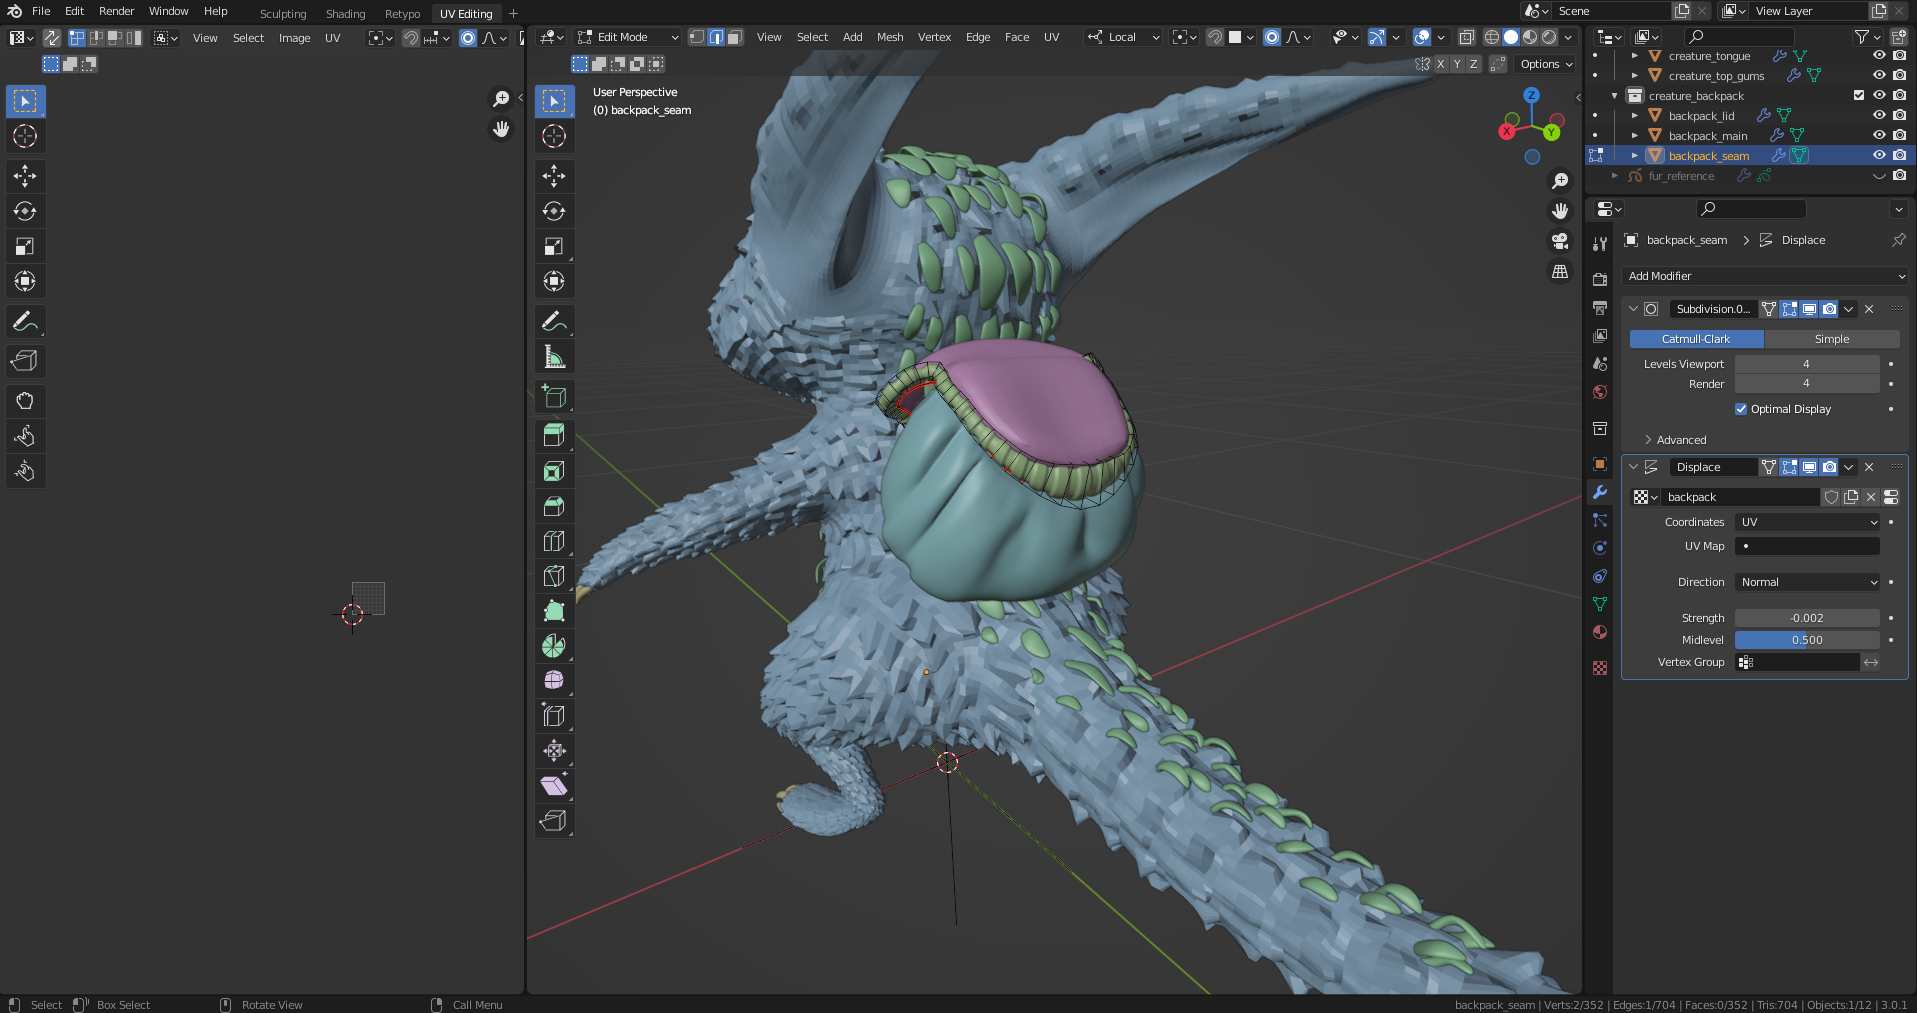 File Edit Render Window Help Sculpting Shading Retypo UV Editing + Scene View Layer
View Select Image UV Edit Mode View Select Add Mesh Vertex Edge Face UV Local
X Y Z Options
User Perspective
(0) backpack_seam
Z
X
Y
creature_tongue
creature_top_gums
creature_backpack
backpack_lid
backpack_main
backpack_seam
fur_reference
backpack_seam > Displace
Add Modifier
Subdivision.0...
Catmull-Clark Simple
Levels Viewport 4
Render 4
Optimal Display
Advanced
Displace
backpack
Coordinates UV
UV Map
Direction Normal
Strength -0.002
Midlevel 0.500
Vertex Group
Select Box Select Rotate View Call Menu backpack_seam | Verts:2/352 | Edges:1/704 | Faces:0/352 | Tris:704 | Objects:1/12 | 3.0.1